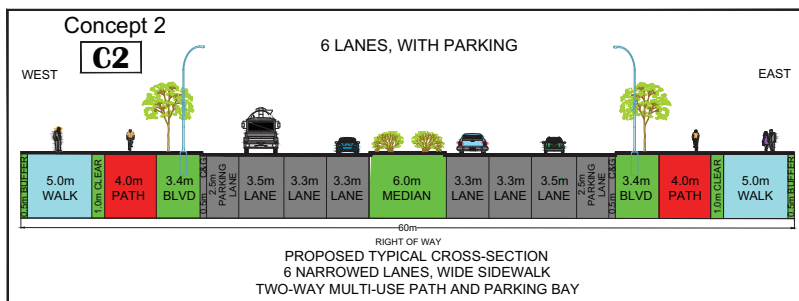 Concept 2
C2
6 LANES, WITH PARKING
WEST
EAST
0.5m BUFFER
5.0m
WALK
1.0m CLEAR
4.0m
PATH
3.4m
BLVD
0.5m C&G
2.5m
PARKING
LANE
3.5m
LANE
3.3m
LANE
3.3m
LANE
6.0m
MEDIAN
3.3m
LANE
3.3m
LANE
3.5m
LANE
2.5m
PARKING
LANE
0.5m C&G
3.4m
BLVD
4.0m
PATH
1.0m CLEAR
5.0m
WALK
0.5m BUFFER
60m
RIGHT OF WAY
PROPOSED TYPICAL CROSS-SECTION
6 NARROWED LANES, WIDE SIDEWALK
TWO-WAY MULTI-USE PATH AND PARKING BAY